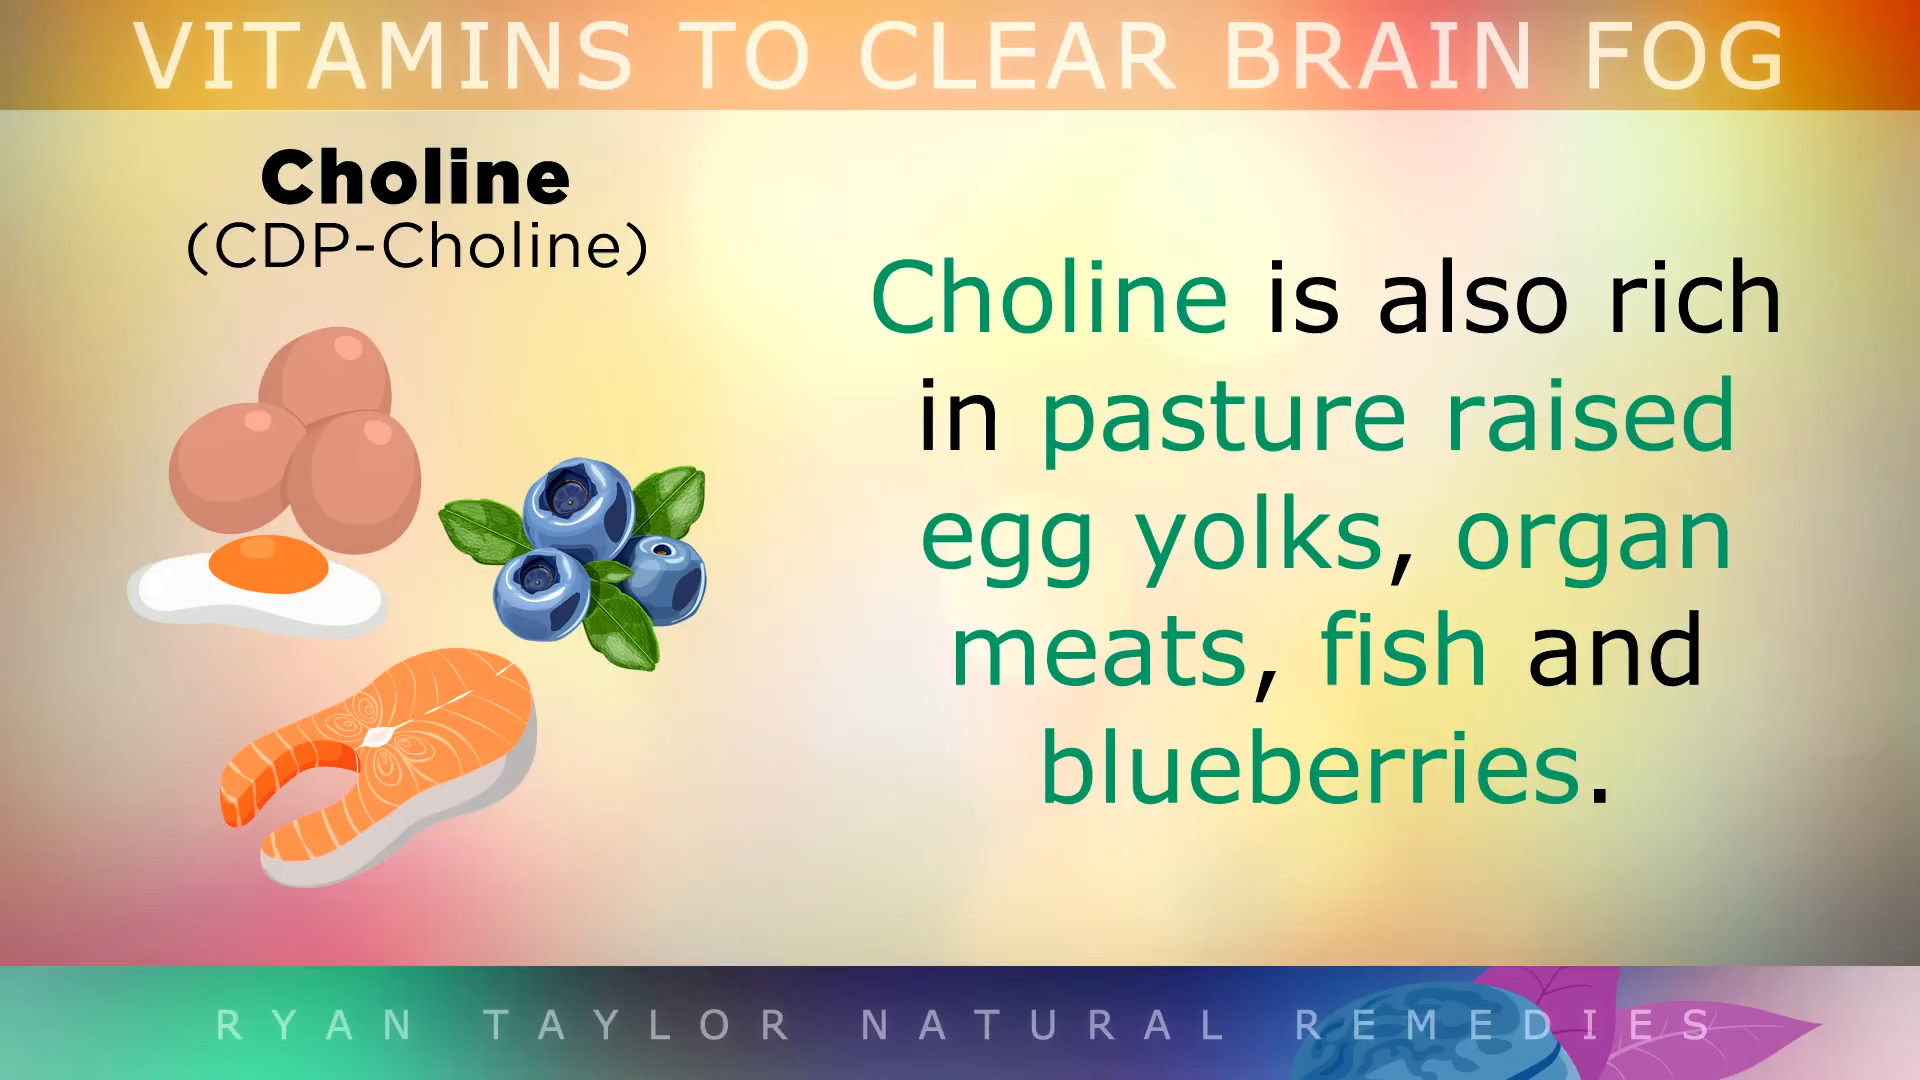 VITAMINS TO CLEAR BRAIN FOG
Choline
(CDP-Choline)
Choline is also rich
in pasture raised
egg yolks, organ
meats, fish and
blueberries.
RYAN TAYLOR NATURAL REMEDIES